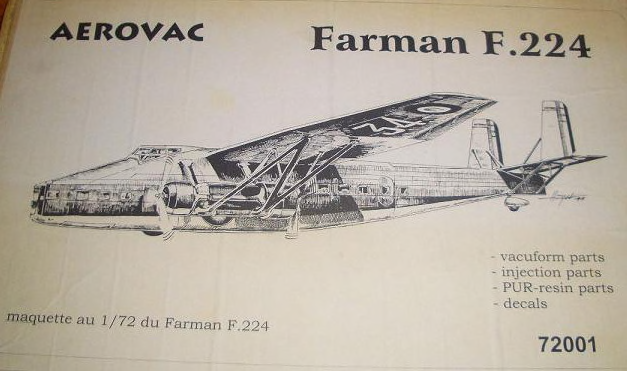 AEROVAC
Farman F.224
34
- vacuform parts
- injection parts
- PUR-resin parts
- decals
maquette au 1/72 du Farman F.224
72001